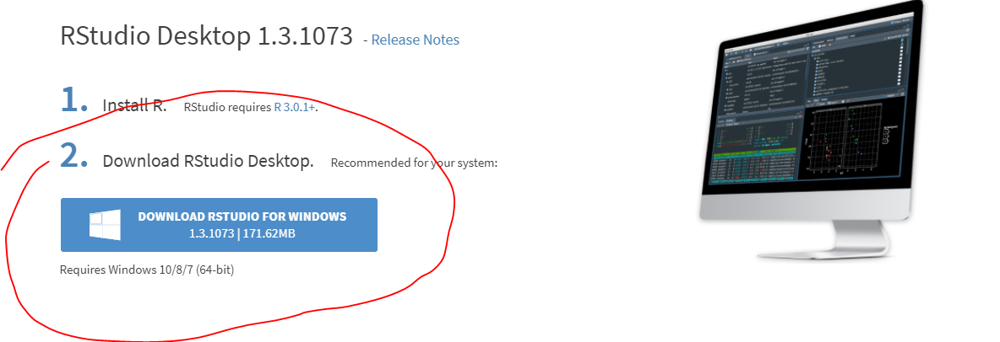 RStudio Desktop 1.3.1073 - Release Notes
1. Install R. RStudio requires R 3.0.1+.
2. Download RStudio Desktop. Recommended for your system:
DOWNLOAD RSTUDIO FOR WINDOWS
1.3.1073 | 171.62MB
Requires Windows 10/8/7 (64-bit)